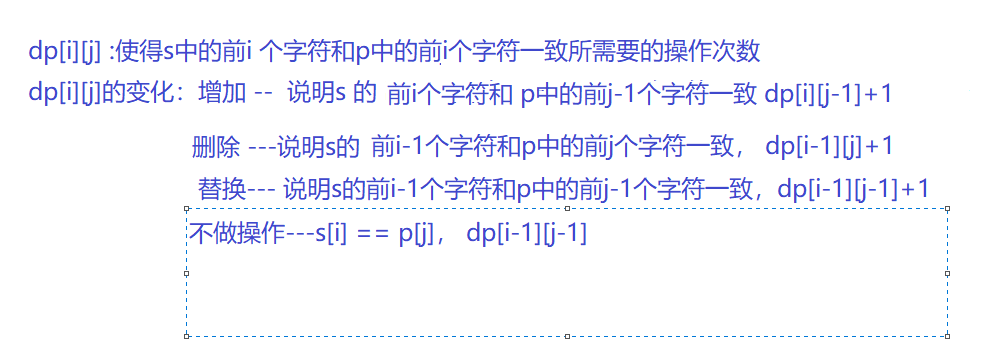 dp[i][j] :使得s中的前i 个字符和p中的前j个字符一致所需要的操作次数
dp[i][j]的变化：增加 -- 说明s 的 前i个字符和 p中的前j-1个字符一致 dp[i][j-1]+1
删除 ---说明s的 前i-1个字符和p中的前j个字符一致， dp[i-1][j]+1
替换--- 说明s的前i-1个字符和p中的前j-1个字符一致，dp[i-1][j-1]+1
不做操作---s[i] == p[j]， dp[i-1][j-1]